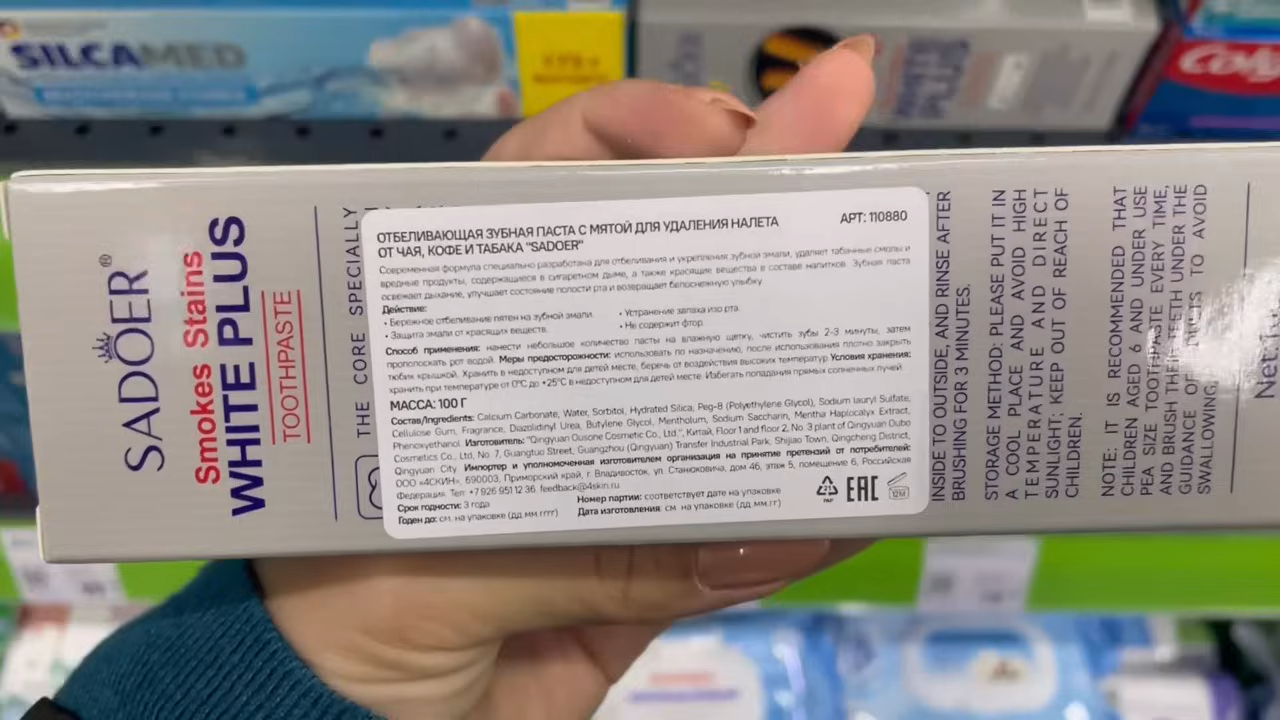 SILCAMED
Colg
SADOER®
Smokes Stains
WHITE PLUS
TOOTHPASTE
THE CORE SPECIALLY
ОТБЕЛИВАЮЩАЯ ЗУБНАЯ ПАСТА С МЯТОЙ ДЛЯ УДАЛЕНИЯ НАЛЕТА
ОТ ЧАЯ, КОФЕ И ТАБАКА "SADOER"
АРТ: 110880
Современная формула специально разработана для отбеливания и укрепления зубной эмали, удаляет табачные смолы и
вредные продукты, содержащиеся в сигаретном дыме, а также красящие вещества в составе напитков. Зубная паста
освежает дыхание, улучшает состояние полости рта и возвращает белоснежную улыбку.
Действие:
• Бережное отбеливание пятен на зубной эмали.
• Защита эмали от красящих веществ.
• Устранение запаха изо рта.
• Не содержит фтор.
Способ применения: нанести небольшое количество пасты на влажную щетку, чистить зубы 2-3 минуты, затем
прополоскать рот водой. Меры предосторожности: использовать по назначению, после использования плотно закрыть
тюбик крышкой. Хранить в недоступном для детей месте, беречь от воздействия высоких температур. Условия хранения:
хранить при температуре от 0°C до +25°C в недоступном для детей месте. Избегать попадания прямых солнечных лучей.
МАССА: 100 Г
Состав/Ingredients: Calcium Carbonate, Water, Sorbitol, Hydrated Silica, Peg-8 (Polyethylene Glycol), Sodium lauryl Sulfate,
Cellulose Gum, Fragrance, Diazolidinyl Urea, Butylene Glycol, Mentholum, Sodium Saccharin, Mentha Haplocalyx Extract,
Phenoxyethanol. Изготовитель: "Qingyuan Ousone Cosmetic Co., Ltd.", Китай, Floor 1 and floor 2, No. 3 plant of Qingyuan Oubo
Cosmetics Co., Ltd, No. 7, Guangtuo Street, Guangzhou (Qingyuan) Transfer Industrial Park, Shijiao Town, Qingcheng District,
Qingyuan City. Импортер и уполномоченная изготовителем организация на принятие претензий от потребителей:
ООО «4СКИН», 690003, Приморский край, г. Владивосток, ул. Станюковича, дом 46, этаж 5, помещение 6, Российская
Федерация. Тел: +7 926 951 12 36, feedback@4skin.ru
Срок годности: 3 года
Годен до: см. на упаковке (дд.мм.гггг)
Номер партии: соответствует дате на упаковке
Дата изготовления: см. на упаковке (дд.мм.гг)
PAP
EAC
12M
INSIDE TO OUTSIDE, AND RINSE AFTER
BRUSHING FOR 3 MINUTES.
STORAGE METHOD: PLEASE PUT IT IN
A COOL PLACE AND AVOID HIGH
TEMPERATURE AND DIRECT
SUNLIGHT; KEEP OUT OF REACH OF
CHILDREN.
NOTE: IT IS RECOMMENDED THAT
CHILDREN AGED 6 AND UNDER USE
PEA SIZE TOOTHPASTE EVERY TIME,
AND BRUSH THEIR TEETH UNDER THE
GUIDANCE OF TO AVOID
SWALLOWING.
Net